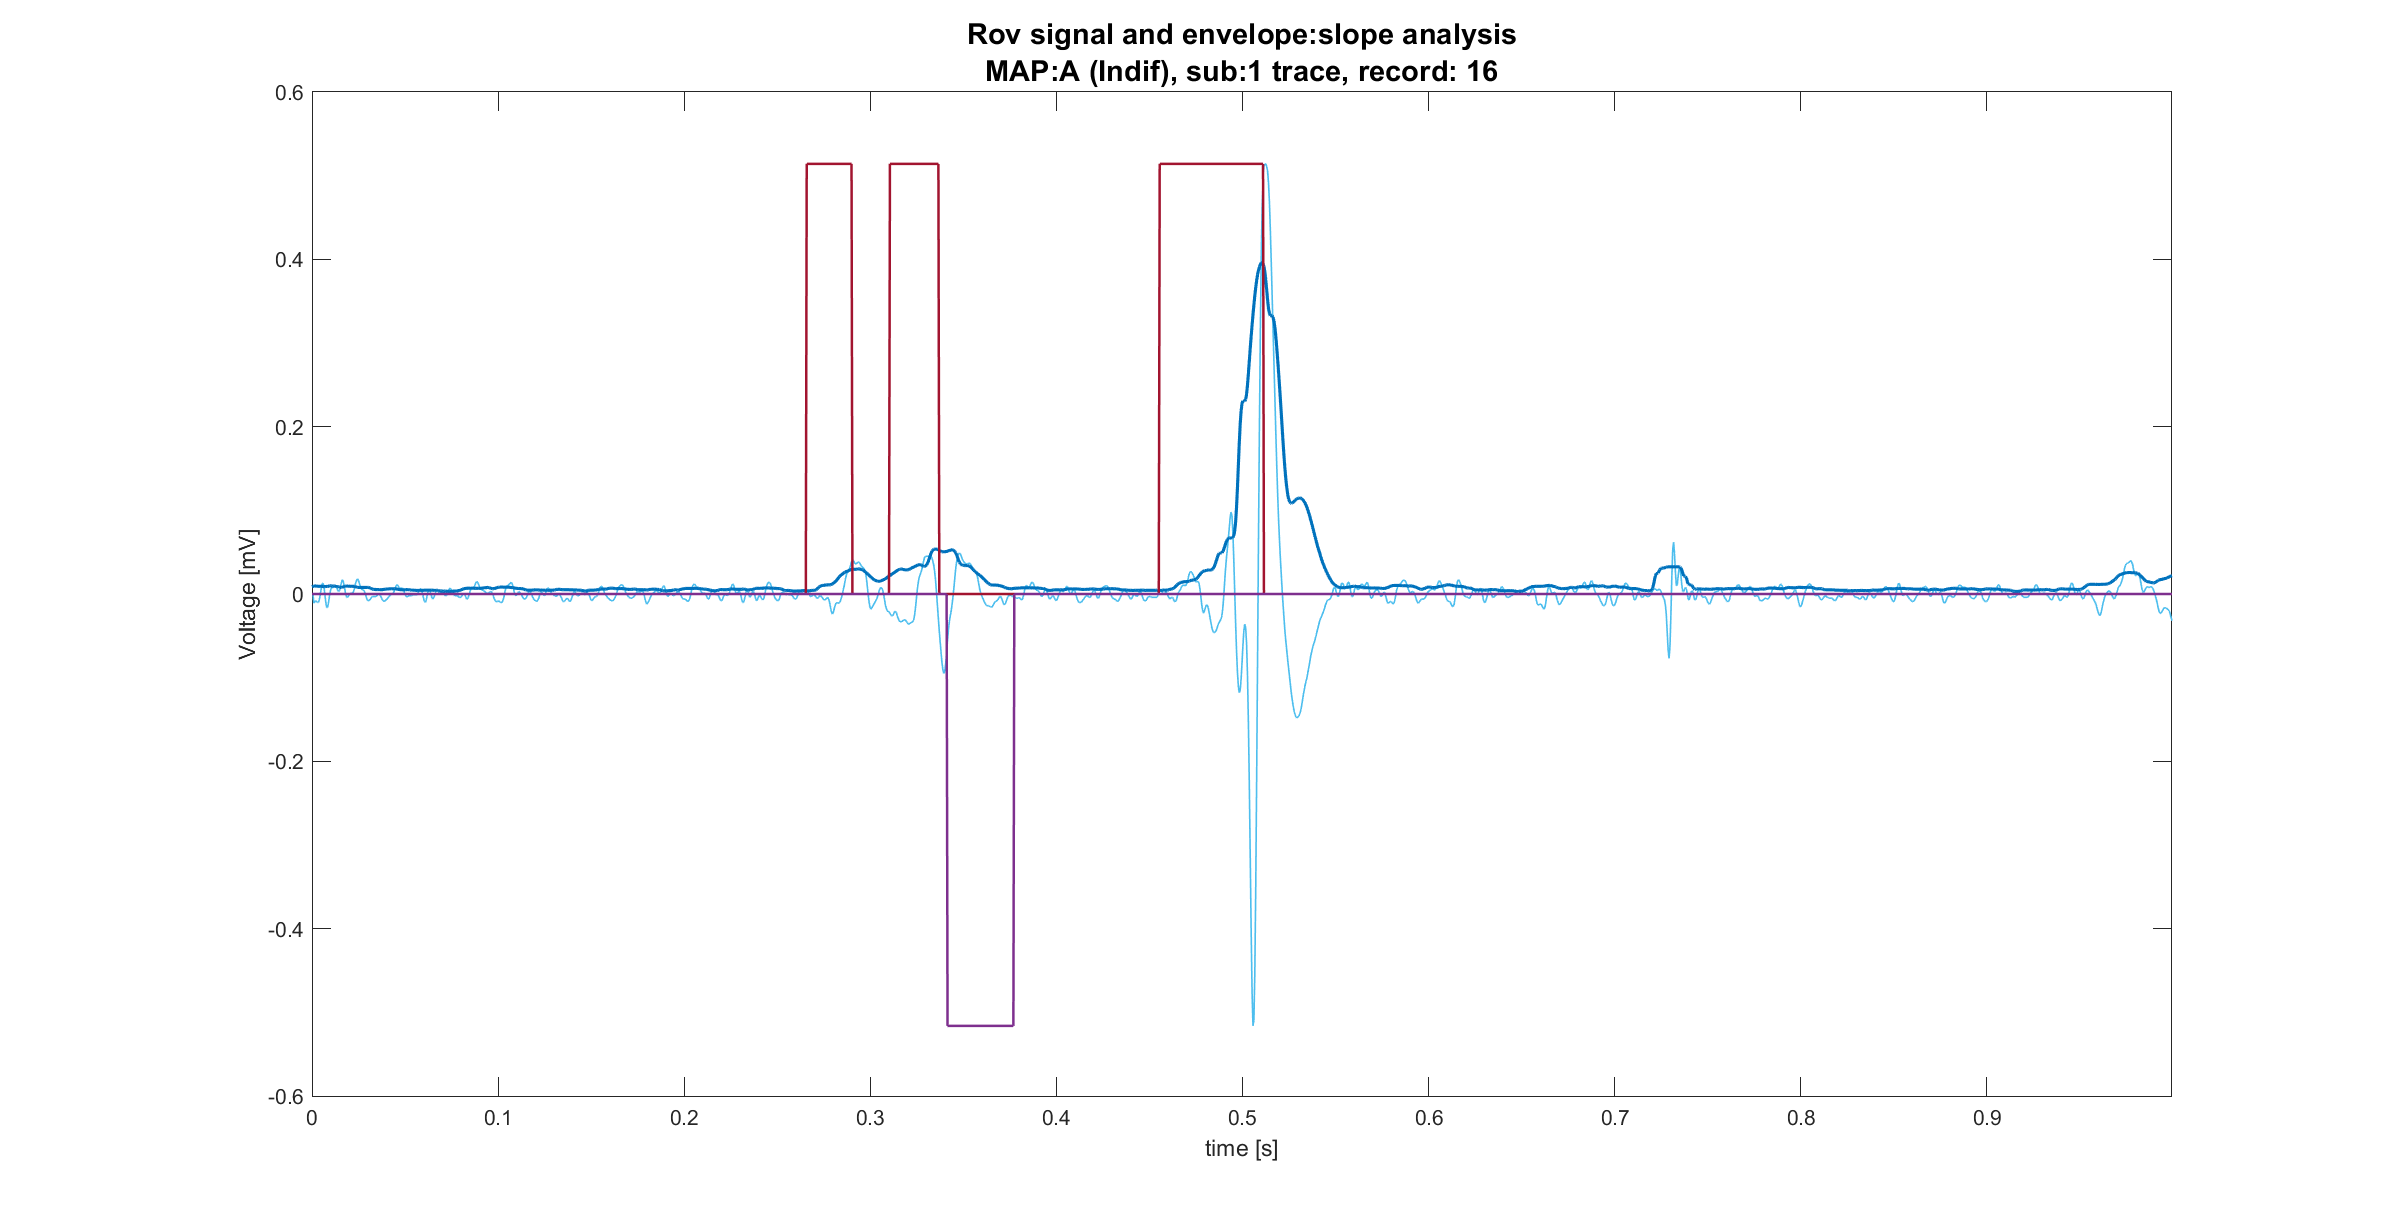 Rov signal and envelope:slope analysis
MAP:A (Indif), sub:1 trace, record: 16
0.6
0.4
0.2
0
-0.2
-0.4
-0.6
Voltage [mV]
0 0.1 0.2 0.3 0.4 0.5 0.6 0.7 0.8 0.9
time [s]